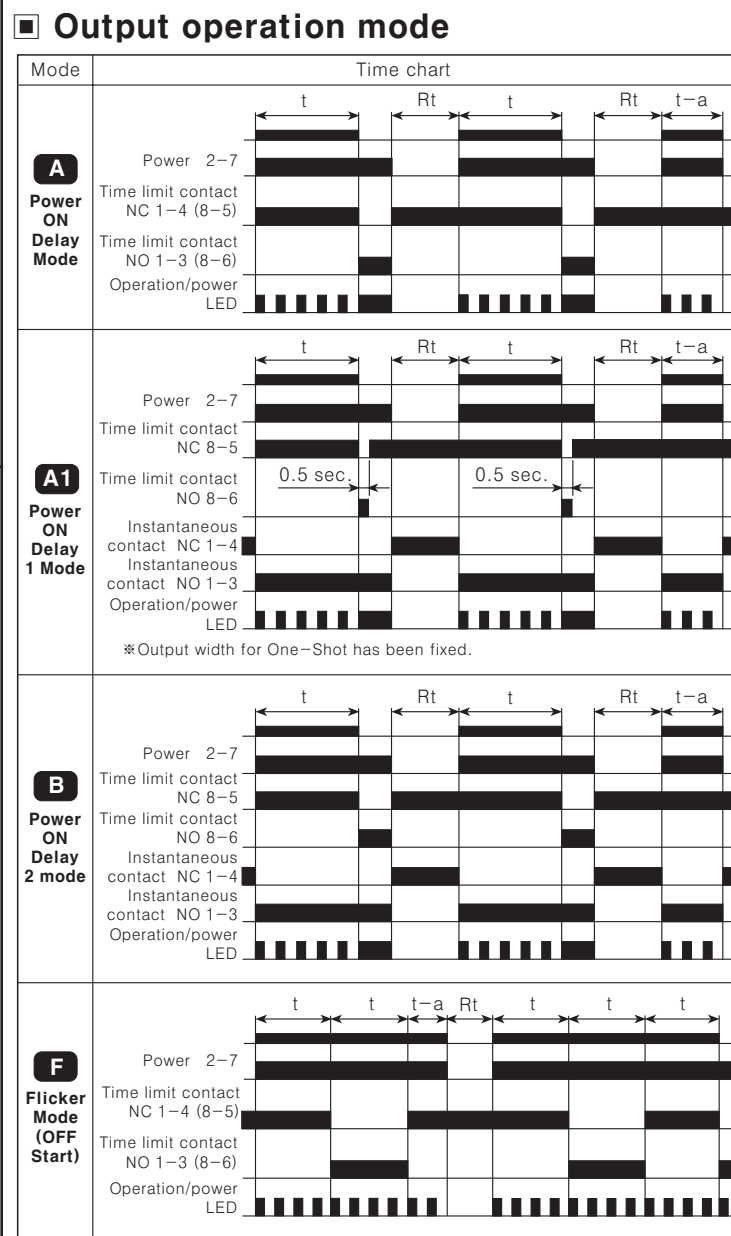 ▣ Output operation mode
Mode
Time chart
A
Power
ON
Delay
Mode
t Rt t Rt t−a
Power 2−7
Time limit contact
NC 1−4 (8−5)
Time limit contact
NO 1−3 (8−6)
Operation/power
LED
A1
Power
ON
Delay
1 Mode
t Rt t Rt t−a
Power 2−7
Time limit contact
NC 8−5
Time limit contact
NO 8−6
0.5 sec. 0.5 sec.
Instantaneous
contact NC 1−4
Instantaneous
contact NO 1−3
Operation/power
LED
※Output width for One−Shot has been fixed.
B
Power
ON
Delay
2 mode
t Rt t Rt t−a
Power 2−7
Time limit contact
NC 8−5
Time limit contact
NO 8−6
Instantaneous
contact NC 1−4
Instantaneous
contact NO 1−3
Operation/power
LED
F
Flicker
Mode
(OFF
Start)
t t t−a Rt t t t
Power 2−7
Time limit contact
NC 1−4 (8−5)
Time limit contact
NO 1−3 (8−6)
Operation/power
LED